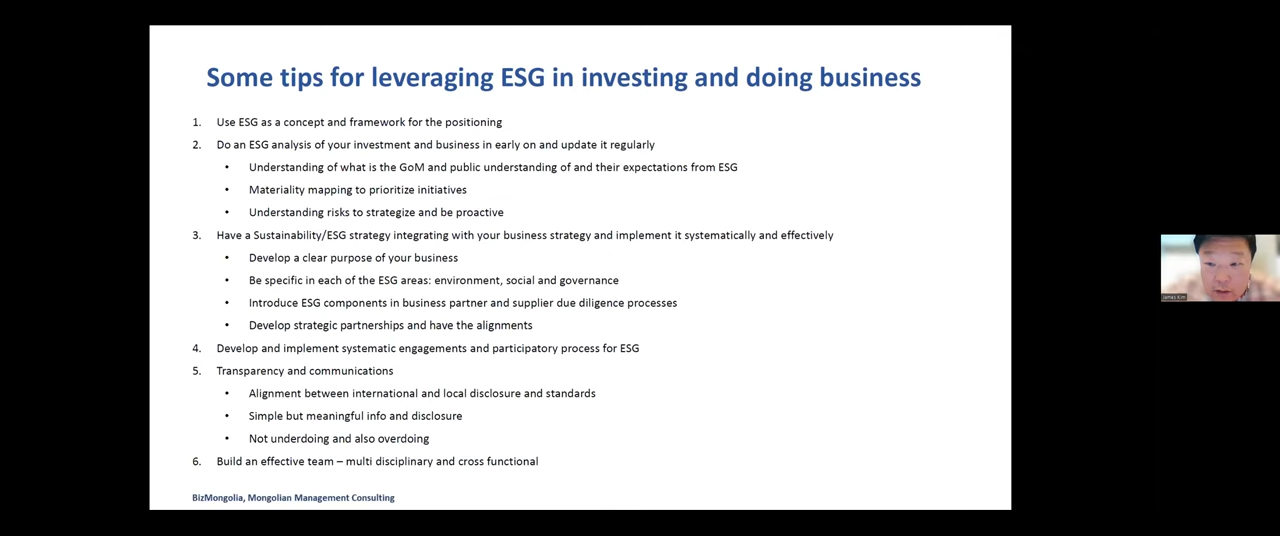 Some tips for leveraging ESG in investing and doing business
1. Use ESG as a concept and framework for the positioning
2. Do an ESG analysis of your investment and business in early on and update it regularly
• Understanding of what is the GoM and public understanding of and their expectations from ESG
• Materiality mapping to prioritize initiatives
• Understanding risks to strategize and be proactive
3. Have a Sustainability/ESG strategy integrating with your business strategy and implement it systematically and effectively
• Develop a clear purpose of your business
• Be specific in each of the ESG areas: environment, social and governance
• Introduce ESG components in business partner and supplier due diligence processes
• Develop strategic partnerships and have the alignments
4. Develop and implement systematic engagements and participatory process for ESG
5. Transparency and communications
• Alignment between international and local disclosure and standards
• Simple but meaningful info and disclosure
• Not underdoing and also overdoing
6. Build an effective team – multi disciplinary and cross functional
BizMongolia, Mongolian Management Consulting
James Kim